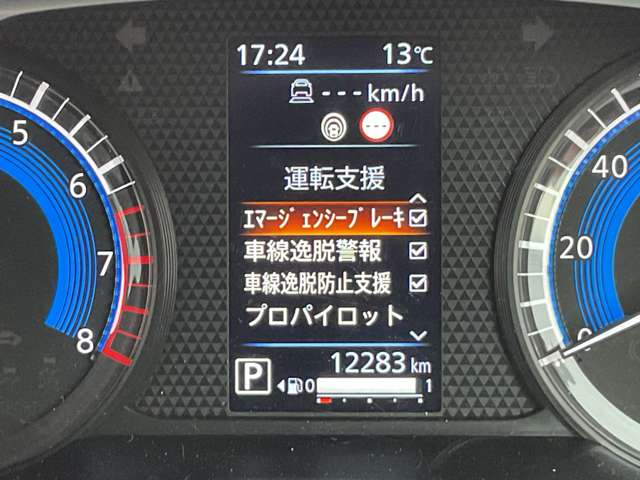 17:24 13℃
--- km/h
---
運転支援
ｴﾏｰｼﾞｪﾝｼｰﾌﾞﾚｰｷ
車線逸脱警報
車線逸脱防止支援
プロパイロット
P 12283 km
0 1
5
6
7
8
40
20
0